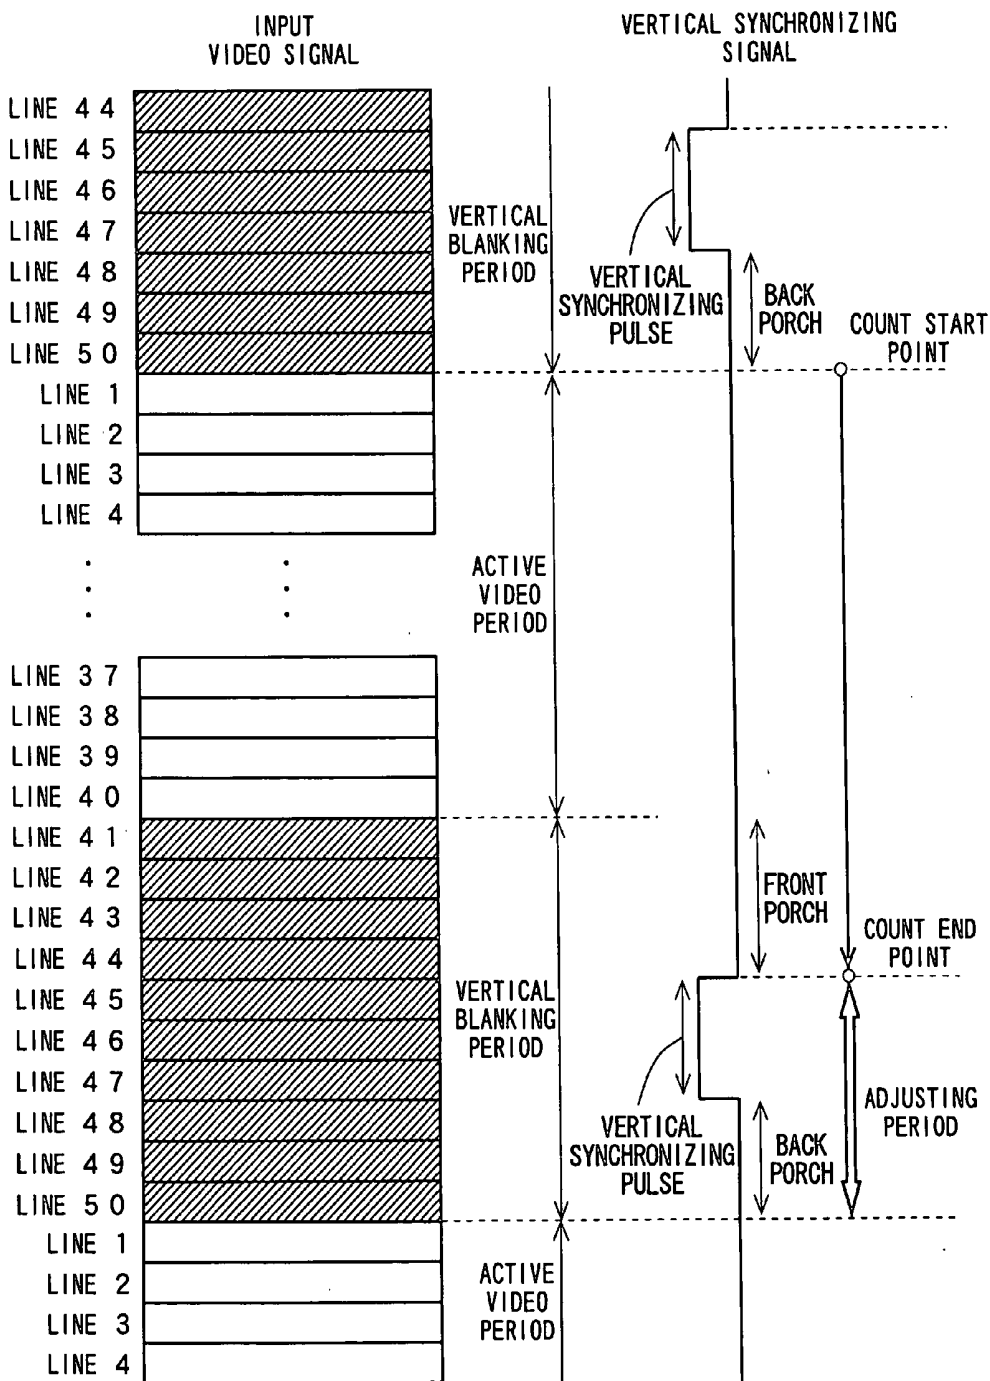 INPUT
VIDEO SIGNAL
VERTICAL SYNCHRONIZING
SIGNAL
LINE 44
LINE 45
LINE 46
LINE 47
LINE 48
LINE 49
LINE 50
LINE 1
LINE 2
LINE 3
LINE 4
LINE 37
LINE 38
LINE 39
LINE 40
LINE 41
LINE 42
LINE 43
LINE 44
LINE 45
LINE 46
LINE 47
LINE 48
LINE 49
LINE 50
LINE 1
LINE 2
LINE 3
LINE 4
VERTICAL
BLANKING
PERIOD
ACTIVE
VIDEO
PERIOD
VERTICAL
BLANKING
PERIOD
ACTIVE
VIDEO
PERIOD
VERTICAL
SYNCHRONIZING
PULSE
BACK
PORCH
COUNT START
POINT
FRONT
PORCH
COUNT END
POINT
VERTICAL
SYNCHRONIZING
PULSE
BACK
PORCH
ADJUSTING
PERIOD